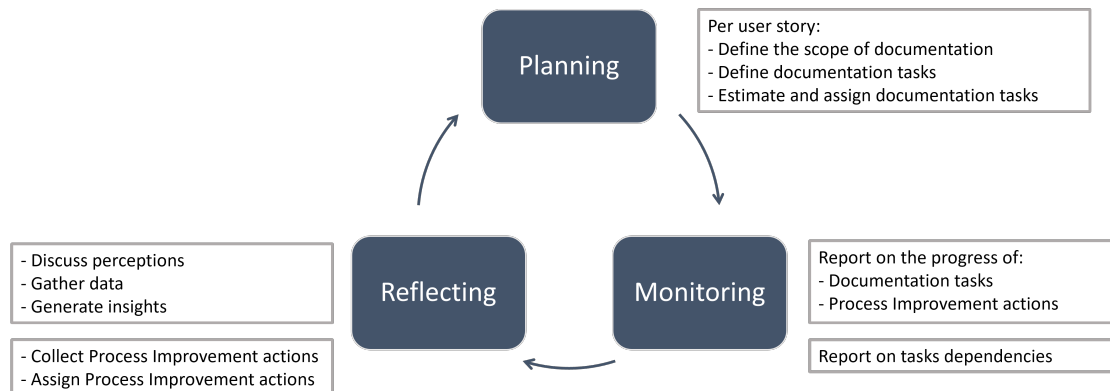 Planning
Per user story:
- Define the scope of documentation
- Define documentation tasks
- Estimate and assign documentation tasks
Reflecting
- Discuss perceptions
- Gather data
- Generate insights
- Collect Process Improvement actions
- Assign Process Improvement actions
Monitoring
Report on the progress of:
- Documentation tasks
- Process Improvement actions
Report on tasks dependencies